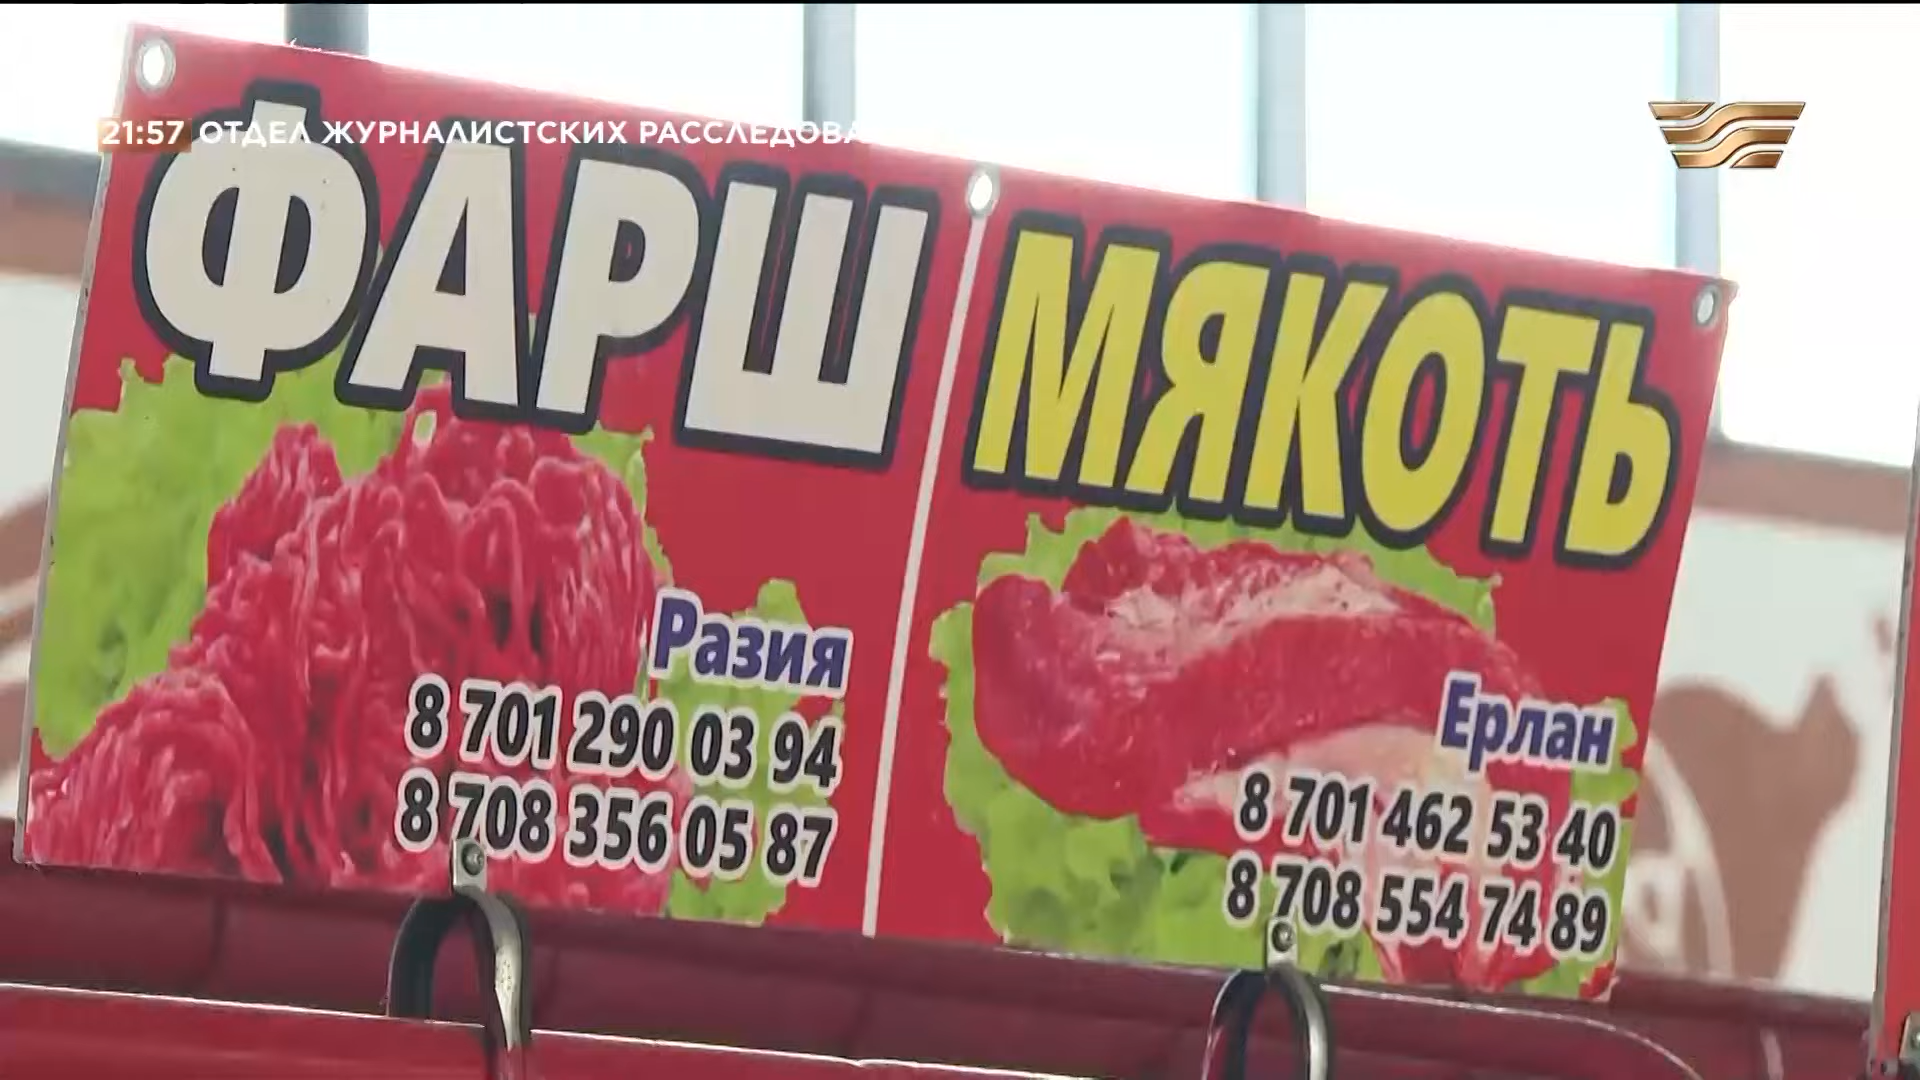 21:57 ОТДЕЛ ЖУРНАЛИСТСКИХ РАССЛЕДОВА
ФАРШ
Разия
8 701 290 03 94
8 708 356 05 87
МЯКОТЬ
Ерлан
8 701 462 53 40
8 708 554 74 89